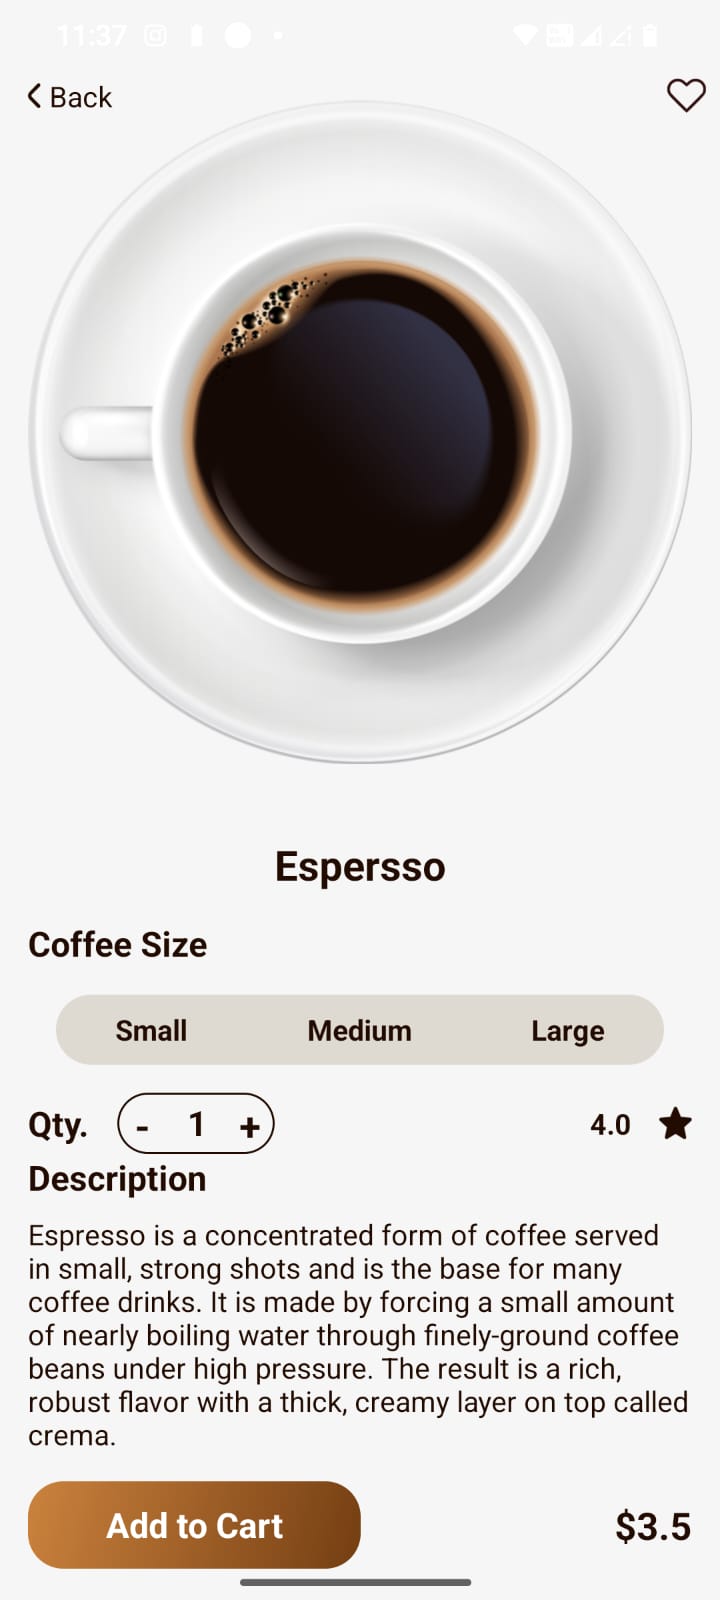 11:37
Back
Espersso
Coffee Size
Small Medium Large
Qty. - 1 + 4.0
Description
Espresso is a concentrated form of coffee served
in small, strong shots and is the base for many
coffee drinks. It is made by forcing a small amount
of nearly boiling water through finely-ground coffee
beans under high pressure. The result is a rich,
robust flavor with a thick, creamy layer on top called
crema.
Add to Cart $3.5